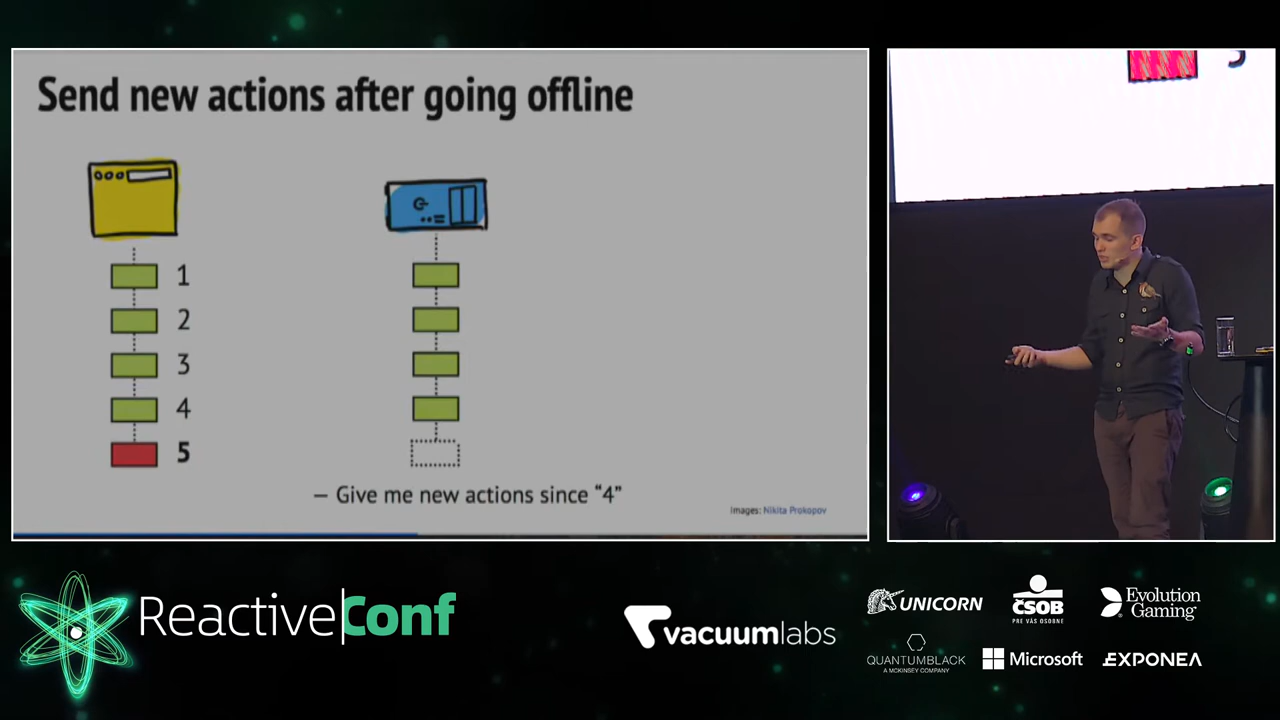 Send new actions after going offline
1
2
3
4
5
– Give me new actions since “4”
Images: Nikita Prokopov
ReactiveConf
vacuumlabs
UNICORN
ČSOB
PRE VÁS OSOBNE
Evolution
Gaming
QUANTUMBLACK
A MCKINSEY COMPANY
Microsoft
EXPONEA